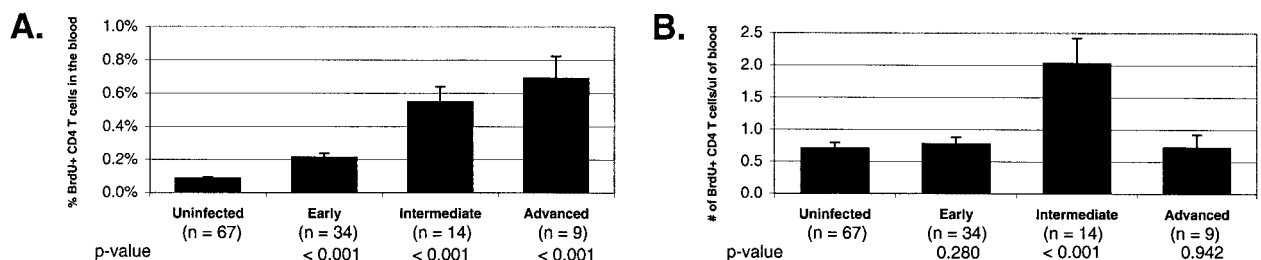 A.
% BrdU+ CD4 T cells in the blood
1.0%
0.8%
0.6%
0.4%
0.2%
0.0%
Uninfected Early Intermediate Advanced
(n = 67) (n = 34) (n = 14) (n = 9)
p-value < 0.001 < 0.001 < 0.001
B.
# of BrdU+ CD4 T cells/ul of blood
2.5
2.0
1.5
1.0
0.5
0.0
Uninfected Early Intermediate Advanced
(n = 67) (n = 34) (n = 14) (n = 9)
p-value 0.280 < 0.001 0.942